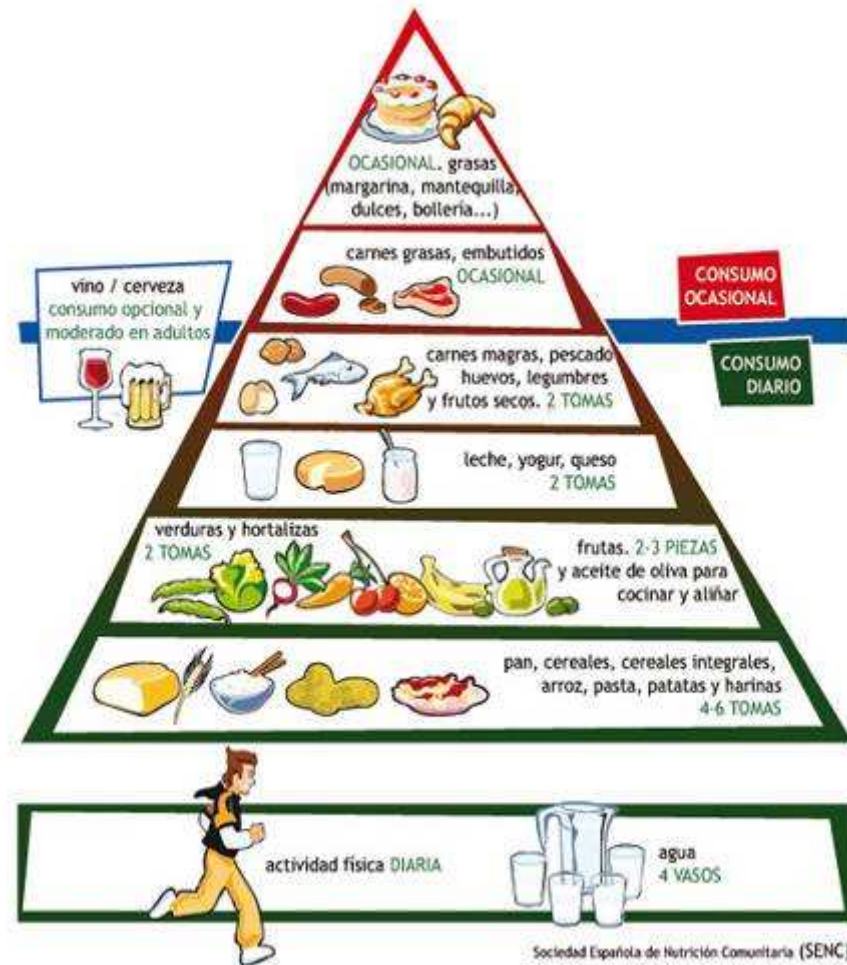 OCASIONAL. grasas
(margarina, mantequilla,
dulces, bollería...)
carnes grasas, embutidos
OCASIONAL
CONSUMO
OCASIONAL
vino / cerveza
consumo opcional y
moderado en adultos
carnes magras, pescado
huevos, legumbres
y frutos secos. 2 TOMAS
CONSUMO
DIARIO
leche, yogur, queso
2 TOMAS
verduras y hortalizas
2 TOMAS
frutas. 2-3 PIEZAS
y aceite de oliva para
cocinar y aliñar
pan, cereales, cereales integrales,
arroz, pasta, patatas y harinas
4-6 TOMAS
actividad física DIARIA
agua
4 VASOS
Sociedad Española de Nutrición Comunitaria (SENC)